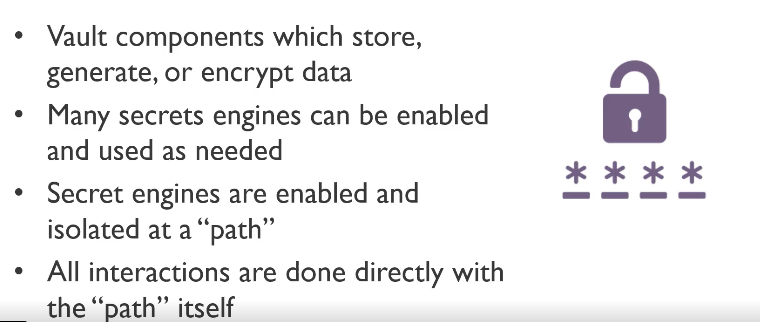 • Vault components which store,
generate, or encrypt data
• Many secrets engines can be enabled
and used as needed
• Secret engines are enabled and
isolated at a “path”
• All interactions are done directly with
the “path” itself
* * * *